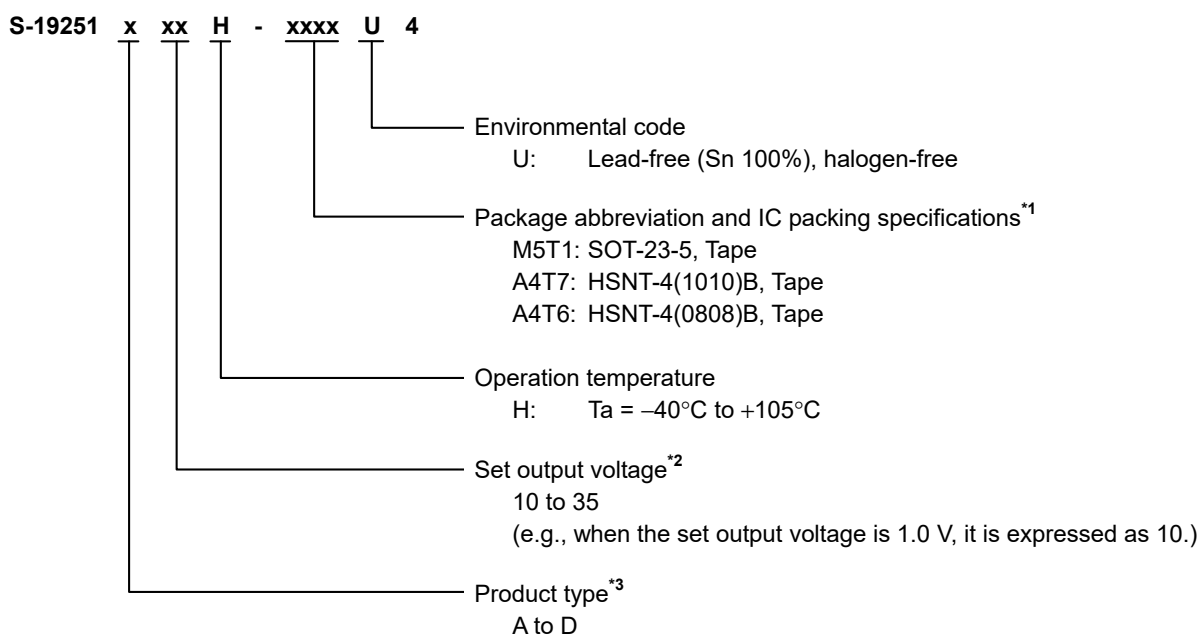 S-19251 x xx H - xxxx U 4
Environmental code
U: Lead-free (Sn 100%), halogen-free
Package abbreviation and IC packing specifications*1
M5T1: SOT-23-5, Tape
A4T7: HSNT-4(1010)B, Tape
A4T6: HSNT-4(0808)B, Tape
Operation temperature
H: Ta = −40°C to +105°C
Set output voltage*2
10 to 35
(e.g., when the set output voltage is 1.0 V, it is expressed as 10.)
Product type*3
A to D